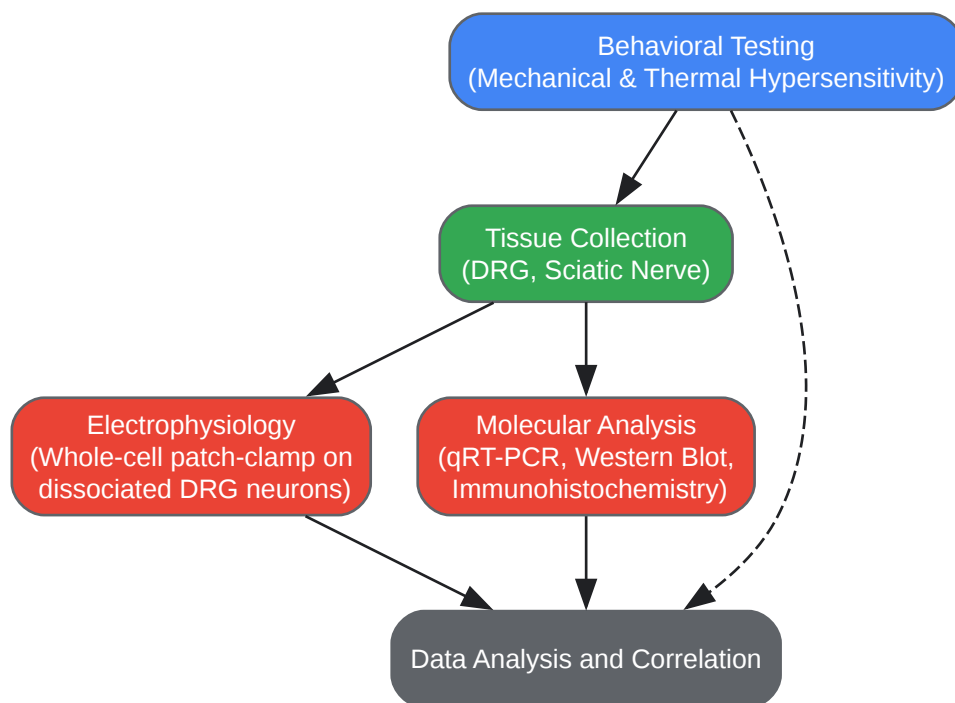 Behavioral Testing
(Mechanical & Thermal Hypersensitivity)
Tissue Collection
(DRG, Sciatic Nerve)
Electrophysiology
(Whole-cell patch-clamp on
dissociated DRG neurons)
Molecular Analysis
(qRT-PCR, Western Blot,
Immunohistochemistry)
Data Analysis and Correlation